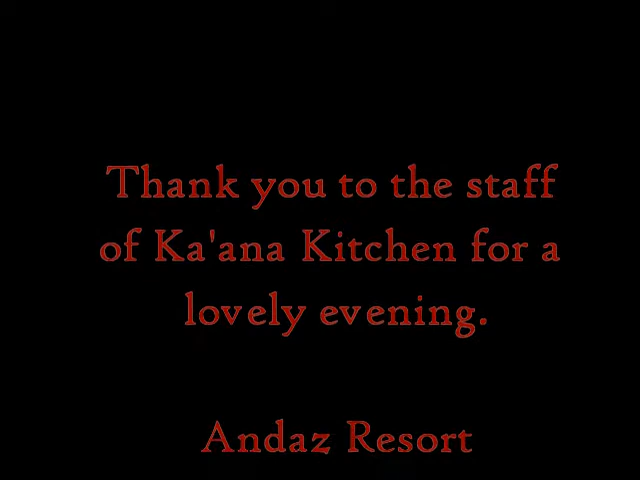 Thank you to the staff
of Ka'ana Kitchen for a
lovely evening.
Andaz Resort